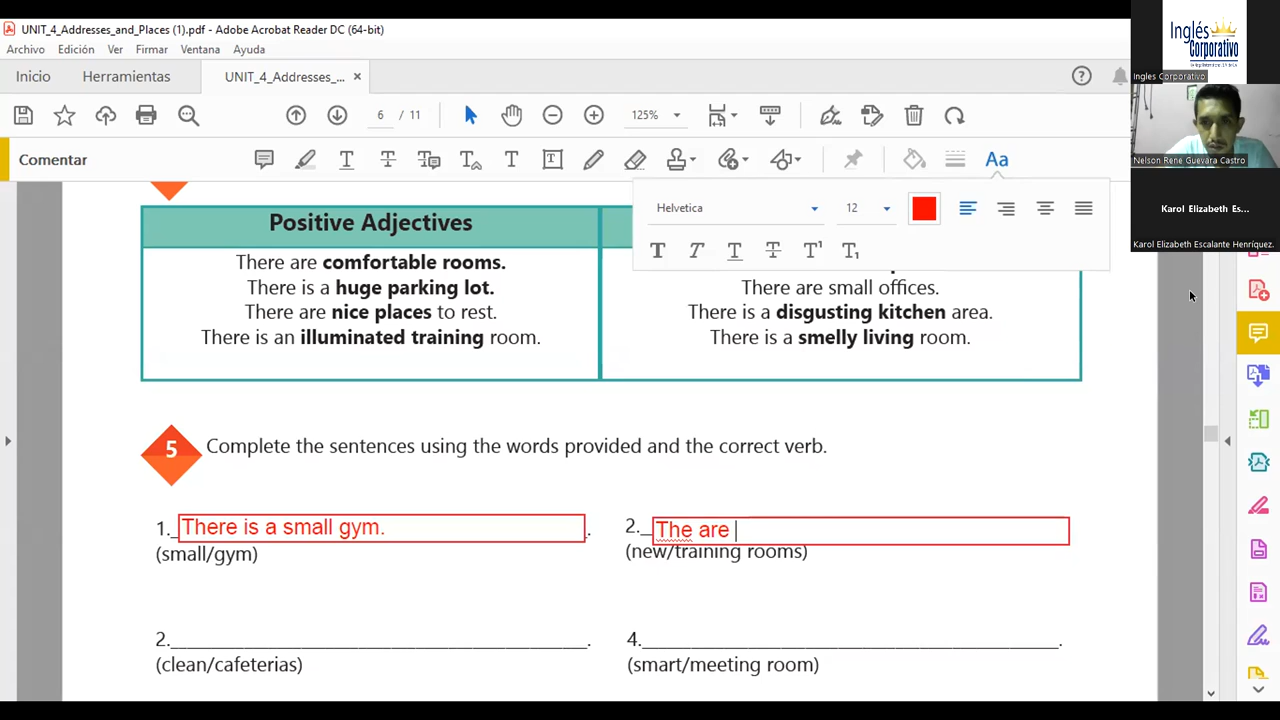 UNIT_4_Addresses_and_Places (1).pdf - Adobe Acrobat Reader DC (64-bit)
Archivo Edición Ver Firmar Ventana Ayuda
Inicio Herramientas UNIT_4_Addresses_... ×
6 / 11 125%
Comentar
Aa
Helvetica 12
Inglés
Corporativo
Ingles Corporativo
Nelson Rene Guevara Castro
Karol Elizabeth Es...
Karol Elizabeth Escalante Henríquez.
Positive Adjectives
There are comfortable rooms.
There is a huge parking lot.
There are nice places to rest.
There is an illuminated training room.
There are small offices.
There is a disgusting kitchen area.
There is a smelly living room.
5 Complete the sentences using the words provided and the correct verb.
1._ There is a small gym. .
(small/gym)
2._ The are
(new/training rooms)
2.__________________________________________.
(clean/cafeterias)
4.__________________________________________.
(smart/meeting room)